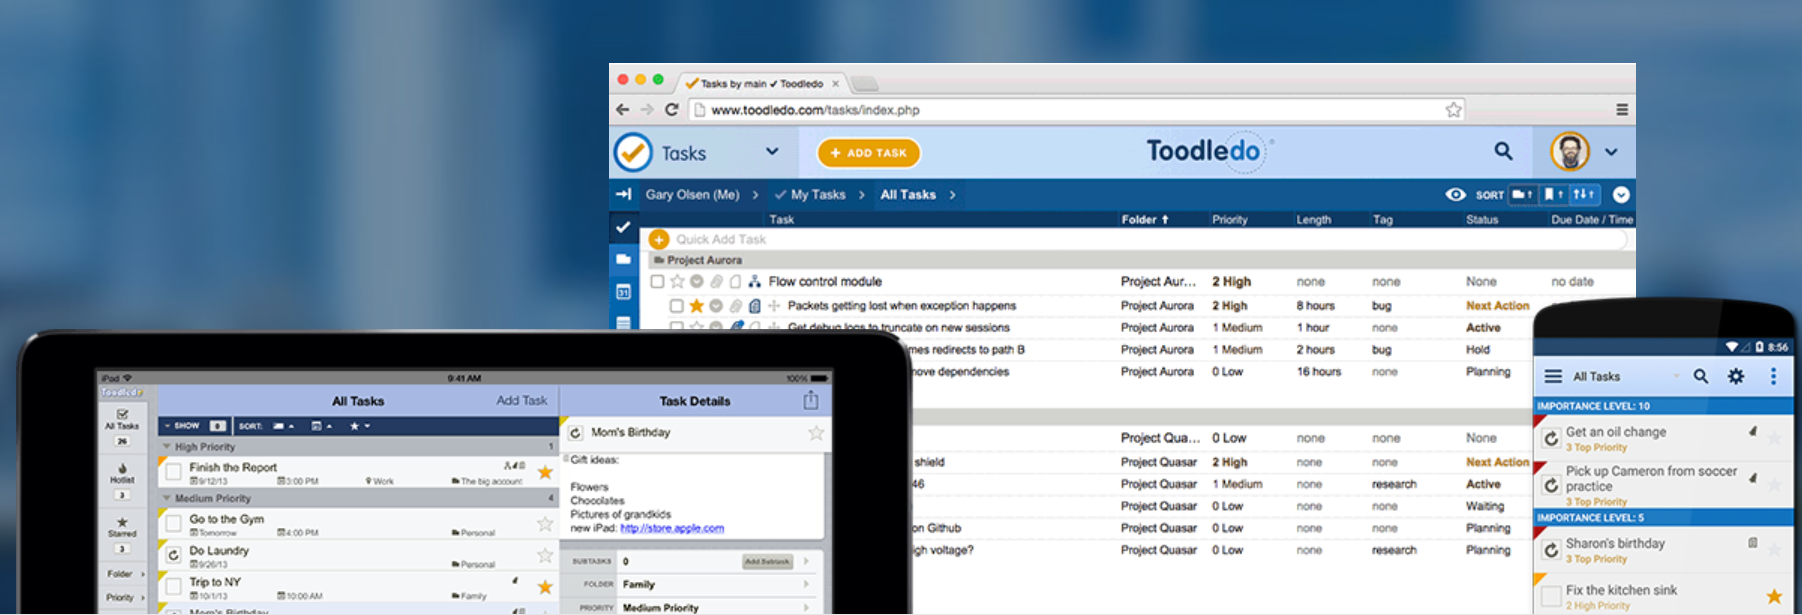 Tasks by main ✓ Toodledo ×
www.toodledo.com/tasks/index.php
Tasks
+ ADD TASK
Toodledo
Gary Olsen (Me) > ✓ My Tasks > All Tasks >
SORT
Task Folder Priority Length Tag Status Due Date / Time
Quick Add Task
Project Aurora
Flow control module Project Aur... 2 High none none None no date
Packets getting lost when exception happens Project Aurora 2 High 8 hours bug Next Action
Get debug logs to truncate on new sessions Project Aurora 1 Medium 1 hour none Active
mes redirects to path B Project Aurora 1 Medium 2 hours bug Hold
nove dependencies Project Aurora 0 Low 16 hours none Planning
Project Qua... 0 Low none none None
shield Project Quasar 2 High none none Next Action
46 Project Quasar 1 Medium none research Active
Project Quasar 0 Low none none Waiting
on Github Project Quasar 0 Low none none Planning
igh voltage? Project Quasar 0 Low none research Planning
iPod 9:41 AM 100%
Toodledo
All Tasks Add Task
Task Details
All Tasks
26
Hotlist
3
Starred
3
Folder
Priority
SHOW 0 SORT:
High Priority 1
Finish the Report
9/12/13 3:00 PM Work The big account
Medium Priority 4
Go to the Gym
Tomorrow 4:00 PM Personal
Do Laundry
9/26/13 Personal
Trip to NY
10/1/13 10:00 AM Family
Mom's Birthday
Mom's Birthday
Gift ideas:
Flowers
Chocolates
Pictures of grandkids
new iPad: http://store.apple.com
SUBTASKS 0 Add Subtask
FOLDER Family
PRIORITY Medium Priority
8:56
All Tasks
IMPORTANCE LEVEL: 10
Get an oil change
3 Top Priority
Pick up Cameron from soccer
practice
3 Top Priority
IMPORTANCE LEVEL: 5
Sharon's birthday
3 Top Priority
Fix the kitchen sink
2 High Priority